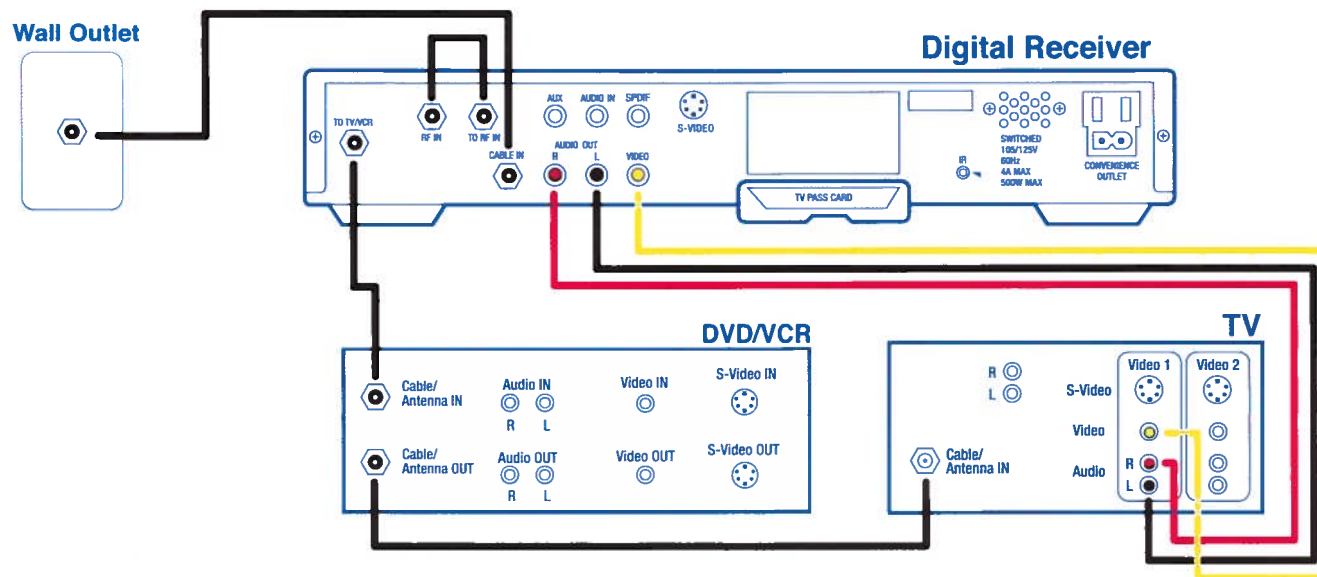 Wall Outlet
Digital Receiver
TO TV/VCR
RF IN
TO RF IN
CABLE IN
AUX
AUDIO IN
SPDIF
AUDIO OUT
R
L
VIDEO
S-VIDEO
TV PASS CARD
IR
SWITCHED
105/125V
60Hz
4A MAX
500W MAX
CONVENIENCE
OUTLET
DVD/VCR
Cable/
Antenna IN
Audio IN
R L
Video IN
S-Video IN
Cable/
Antenna OUT
Audio OUT
R L
Video OUT
S-Video OUT
TV
R
L
Cable/
Antenna IN
Video 1
Video 2
S-Video
Video
Audio
R
L